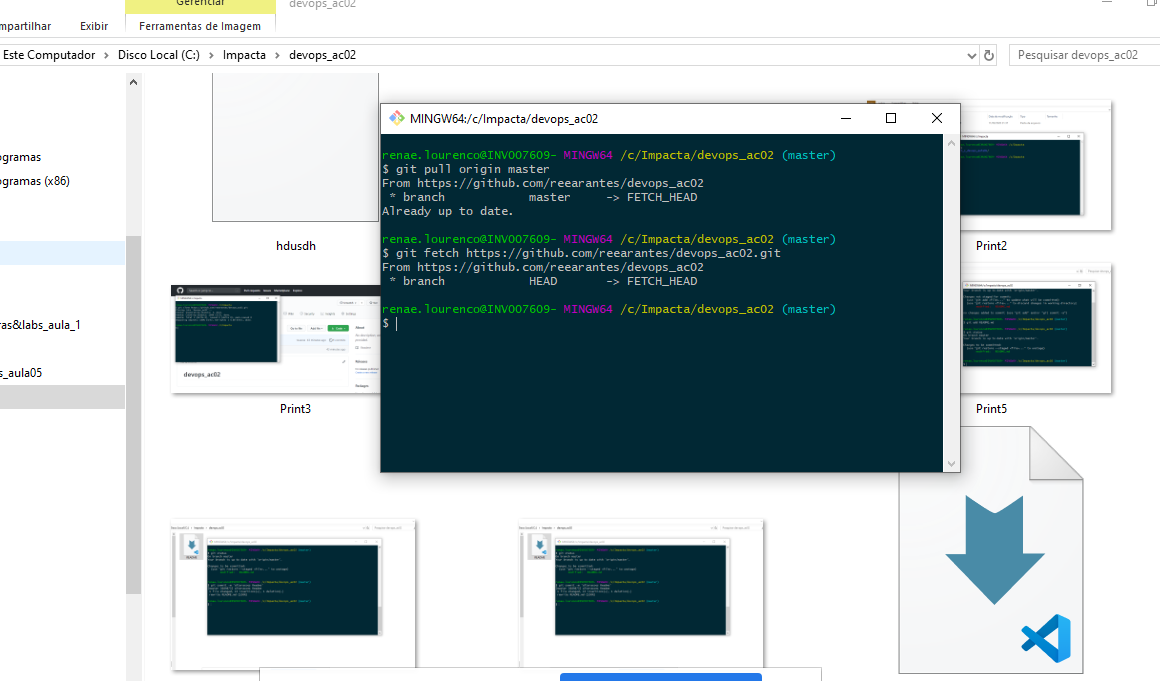 Gerenciar
devops_ac02
mpartilhar
Exibir
Ferramentas de Imagem
Este Computador > Disco Local (C:) > Impacta > devops_ac02
Pesquisar devops_ac02
ogramas
ogramas (x86)
ras&labs_aula_1
s_aula05
hdusdh
Print2
devops_ac02
Print3
Print5
MINGW64:/c/Impacta/devops_ac02
renae.lourenco@INVO07609- MINGW64 /c/Impacta/devops_ac02 (master)
$ git pull origin master
From https://github.com/reearantes/devops_ac02
* branch master -> FETCH_HEAD
Already up to date.
renae.lourenco@INVO07609- MINGW64 /c/Impacta/devops_ac02 (master)
$ git fetch https://github.com/reearantes/devops_ac02.git
From https://github.com/reearantes/devops_ac02
* branch HEAD -> FETCH_HEAD
renae.lourenco@INVO07609- MINGW64 /c/Impacta/devops_ac02 (master)
$